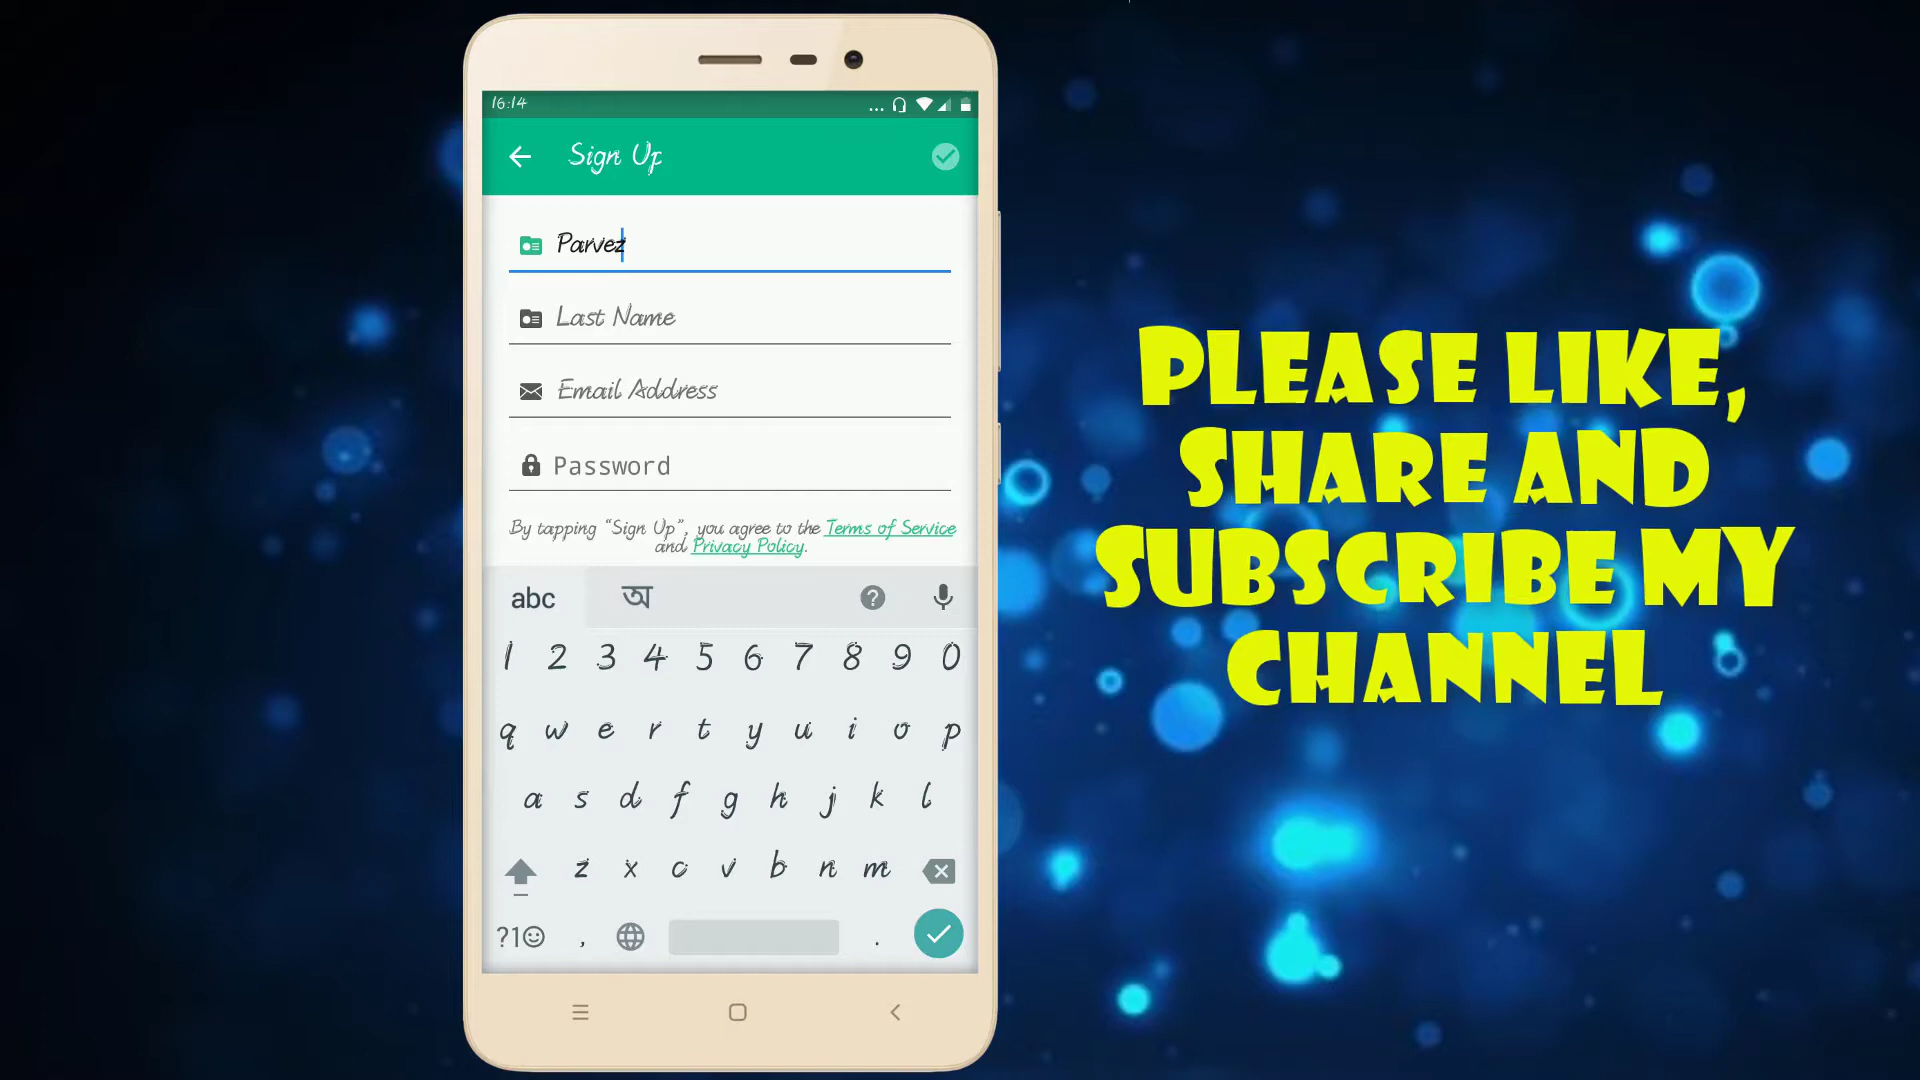 16:14
Sign Up
Parvez
Last Name
Email Address
Password
By tapping “Sign Up”, you agree to the Terms of Service
and Privacy Policy.
abc অ
1 2 3 4 5 6 7 8 9 0
q w e r t y u i o p
a s d f g h j k l
z x c v b n m
?1☺ , .
PLEASE LIKE,
SHARE AND
SUBSCRIBE MY
CHANNEL